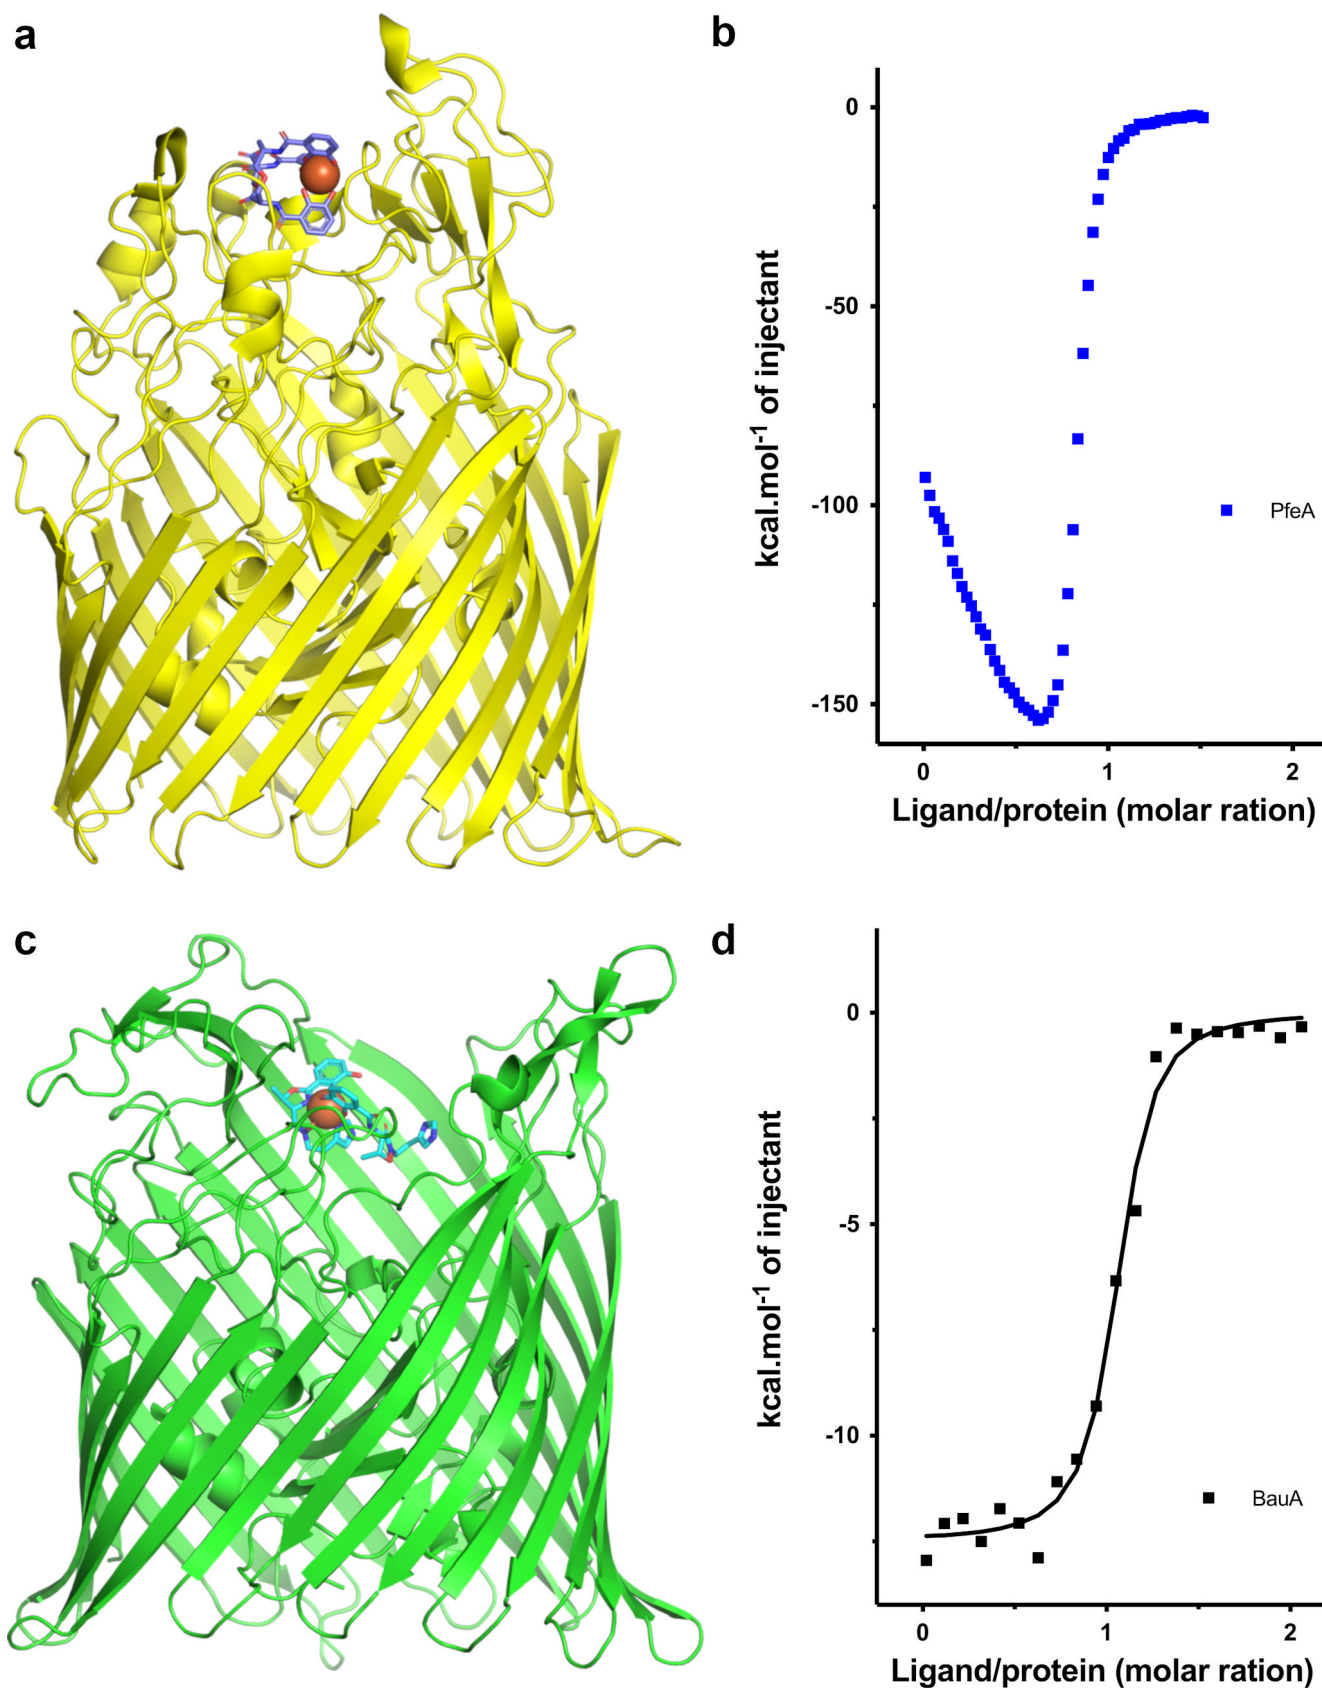 a
b
0
-50
-100
-150
kcal.mol-1 of injectant
PfeA
0
1
2
Ligand/protein (molar ration)
c
d
0
-5
-10
kcal.mol-1 of injectant
BauA
0
1
2
Ligand/protein (molar ration)